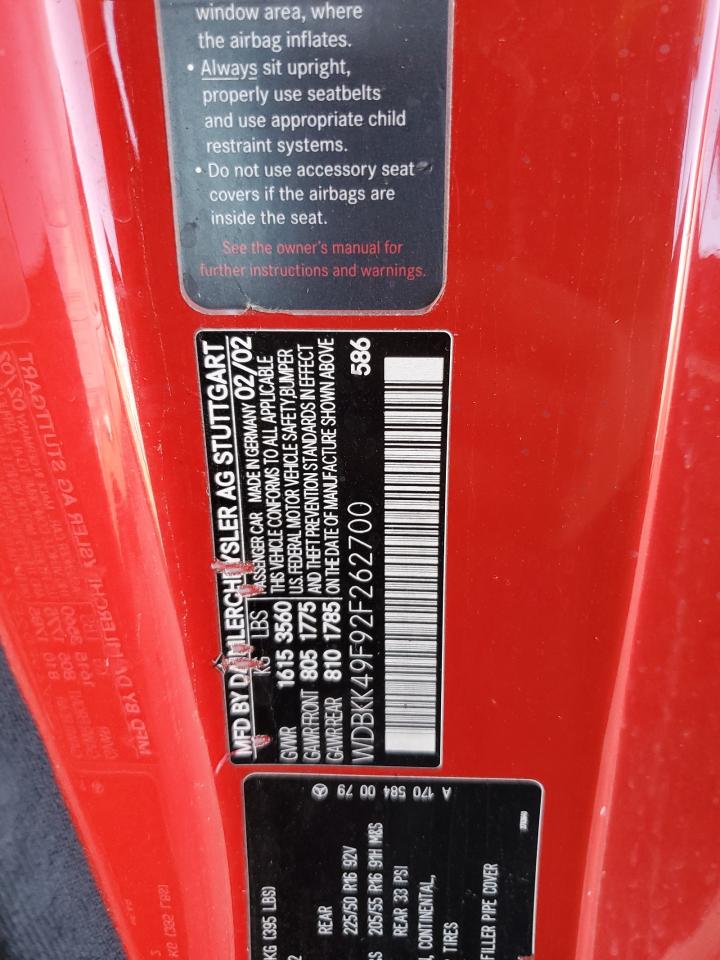 window area, where
the airbag inflates.
• Always sit upright,
properly use seatbelts
and use appropriate child
restraint systems.
• Do not use accessory seat
covers if the airbags are
inside the seat.
See the owner's manual for
further instructions and warnings.
MFD BY DAIMLERCHRYSLER AG STUTTGART
KG LBS PASSENGER CAR MADE IN GERMANY 02/02
GVWR 1615 3560 THIS VEHICLE CONFORMS TO ALL APPLICABLE
U.S. FEDERAL MOTOR VEHICLE SAFETY, BUMPER
GAWR FRONT 805 1775 AND THEFT PREVENTION STANDARDS IN EFFECT
GAWR REAR 810 1785 ON THE DATE OF MANUFACTURE SHOWN ABOVE
WDBKK49F92F262700 586
A 170 584 00 79
KG (395 LBS)
REAR
225/50 R16 92V
205/55 R16 91H M&S
REAR 33 PSI
CONTINENTAL,
TIRES
FILLER PIPE COVER